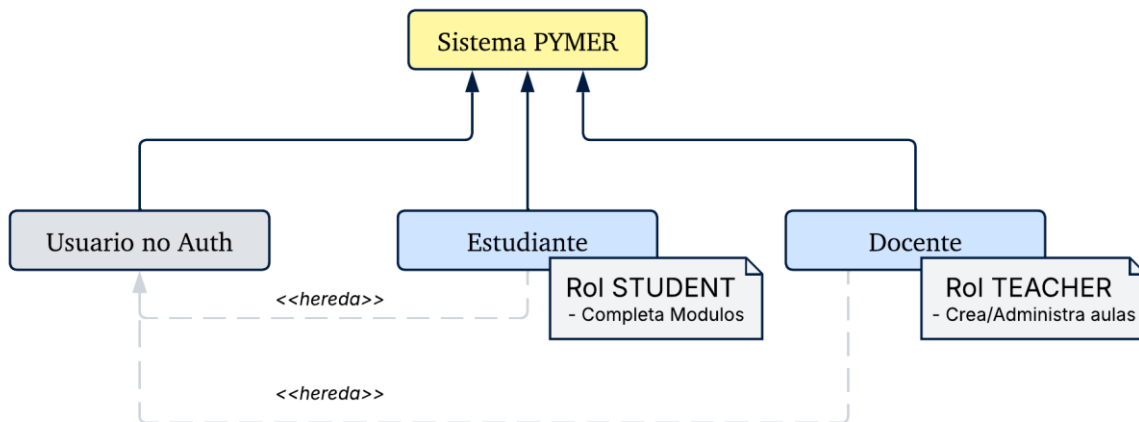 Sistema PYMER
Usuario no Auth
Estudiante
Docente
Rol STUDENT
- Completa Modulos
Rol TEACHER
- Crea/Administra aulas
<<hereda>>
<<hereda>>